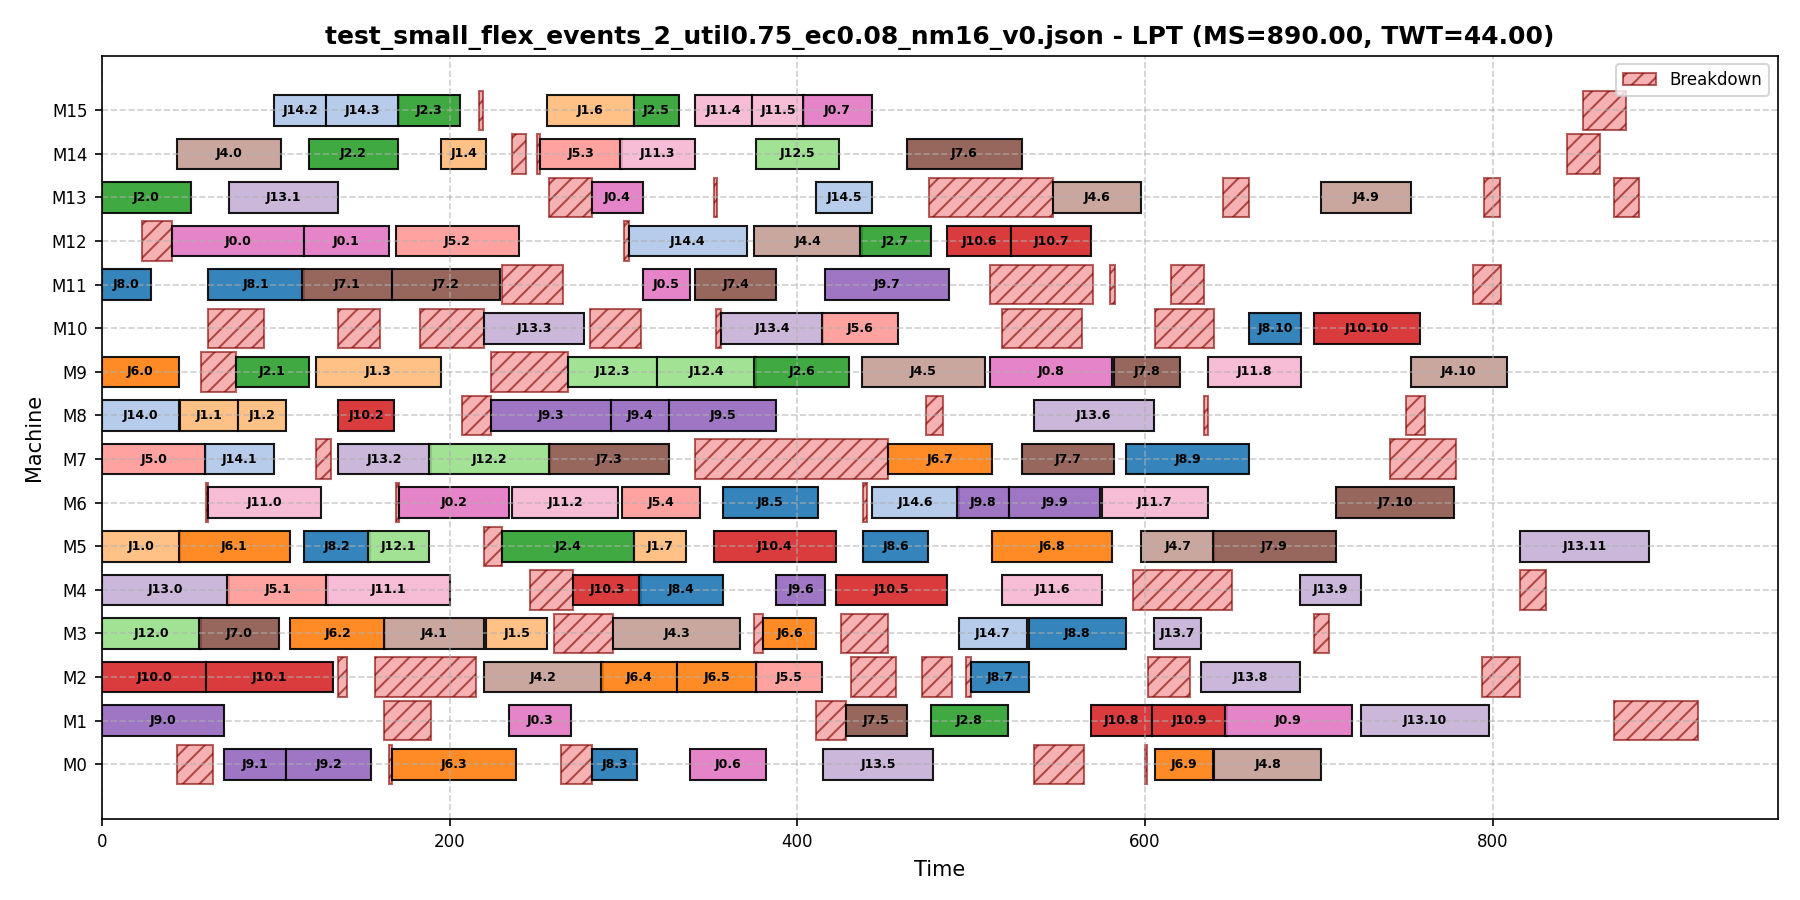 test_small_flex_events_2_util0.75_ec0.08_nm16_v0.json - LPT (MS=890.00, TWT=44.00)
Breakdown
M15 J14.2 J14.3 J2.3 J1.6 J2.5 J11.4 J11.5 J0.7
M14 J4.0 J2.2 J1.4 J5.3 J11.3 J12.5 J7.6
M13 J2.0 J13.1 J0.4 J14.5 J4.6 J4.9
M12 J0.0 J0.1 J5.2 J14.4 J4.4 J2.7 J10.6 J10.7
M11 J8.0 J8.1 J7.1 J7.2 J0.5 J7.4 J9.7
M10 J13.3 J13.4 J5.6 J8.10 J10.10
M9 J6.0 J2.1 J1.3 J12.3 J12.4 J2.6 J4.5 J0.8 J7.8 J11.8 J4.10
M8 J14.0 J1.1 J1.2 J10.2 J9.3 J9.4 J9.5 J13.6
M7 J5.0 J14.1 J13.2 J12.2 J7.3 J6.7 J7.7 J8.9
M6 J11.0 J0.2 J11.2 J5.4 J8.5 J14.6 J9.8 J9.9 J11.7 J7.10
M5 J1.0 J6.1 J8.2 J12.1 J2.4 J1.7 J10.4 J8.6 J6.8 J4.7 J7.9 J13.11
M4 J13.0 J5.1 J11.1 J10.3 J8.4 J9.6 J10.5 J11.6 J13.9
M3 J12.0 J7.0 J6.2 J4.1 J1.5 J4.3 J6.6 J14.7 J8.8 J13.7
M2 J10.0 J10.1 J4.2 J6.4 J6.5 J5.5 J8.7 J13.8
M1 J9.0 J0.3 J7.5 J2.8 J10.8 J10.9 J0.9 J13.10
M0 J9.1 J9.2 J6.3 J8.3 J0.6 J13.5 J6.9 J4.8
0 200 400 600 800
Time
Machine